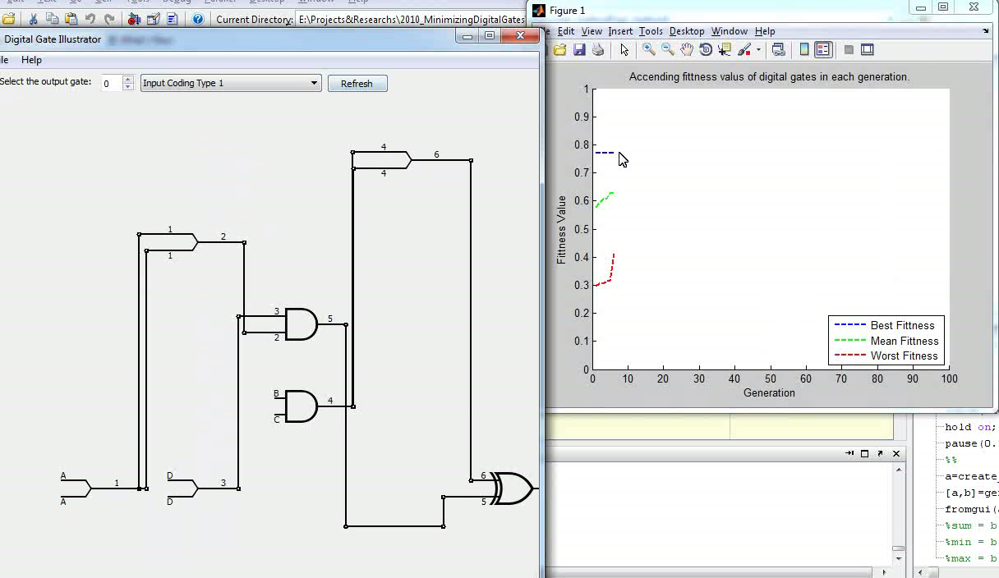 Current Directory: E:\Projects&Researchs\2010_MinimizingDigitalGates
Digital Gate Illustrator
le Help
Select the output gate: 0 Input Coding Type 1 Refresh
4
6
4
1
2
1
3
5
2
B
4
C
A
1
A
D
3
D
6
5
Figure 1
e Edit View Insert Tools Desktop Window Help
Accending fittness valus of digital gates in each generation.
1
0.9
0.8
0.7
0.6
0.5
0.4
0.3
0.2
0.1
0
Fittness Value
Best Fittness
Mean Fittness
Worst Fitness
0 10 20 30 40 50 60 70 80 90 100
Generation
hold on;
pause(0.
%%
a=create_
[a,b]=ge
fromgui(
%sum = b
%min = b
%max = b